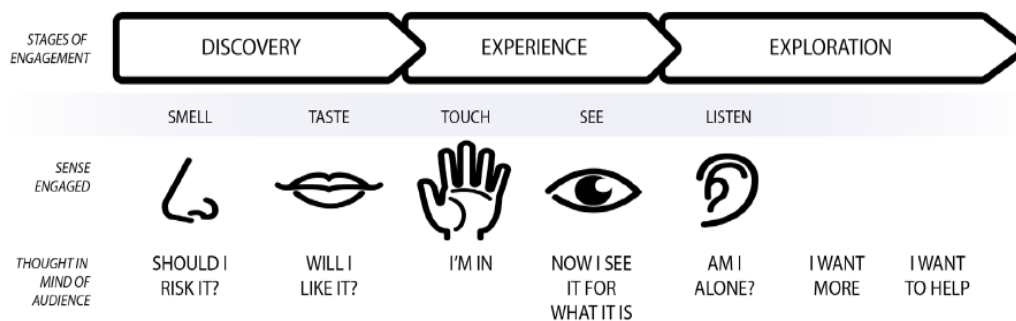 STAGES OF
ENGAGEMENT
DISCOVERY
EXPERIENCE
EXPLORATION
SMELL
TASTE
TOUCH
SEE
LISTEN
SENSE
ENGAGED
THOUGHT IN
MIND OF
AUDIENCE
SHOULD I
RISK IT?
WILL I
LIKE IT?
I'M IN
NOW I SEE
IT FOR
WHAT IT IS
AM I
ALONE?
I WANT
MORE
I WANT
TO HELP